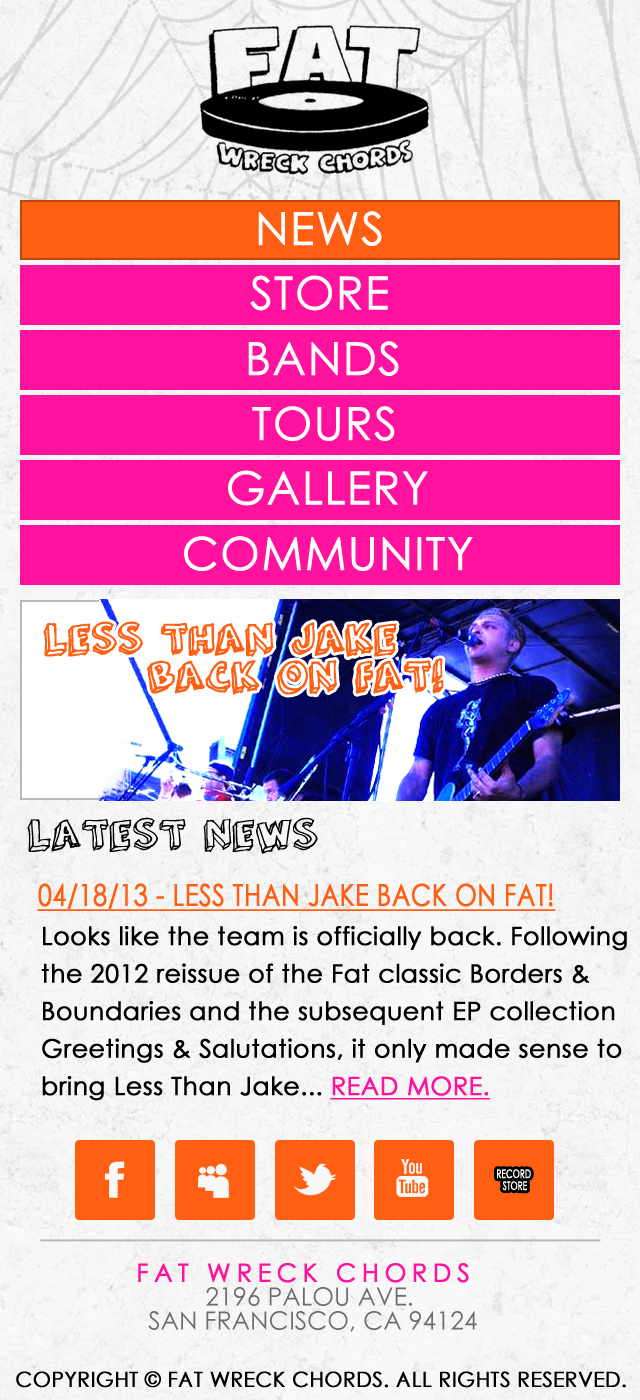 FAT
WRECK CHORDS
NEWS
STORE
BANDS
TOURS
GALLERY
COMMUNITY
LESS THAN JAKE
BACK ON FAT!
LATEST NEWS
04/18/13 - LESS THAN JAKE BACK ON FAT!
Looks like the team is officially back. Following
the 2012 reissue of the Fat classic Borders &
Boundaries and the subsequent EP collection
Greetings & Salutations, it only made sense to
bring Less Than Jake... READ MORE.
f
You
Tube
RECORD
STORE
FAT WRECK CHORDS
2196 PALOU AVE.
SAN FRANCISCO, CA 94124
COPYRIGHT © FAT WRECK CHORDS. ALL RIGHTS RESERVED.